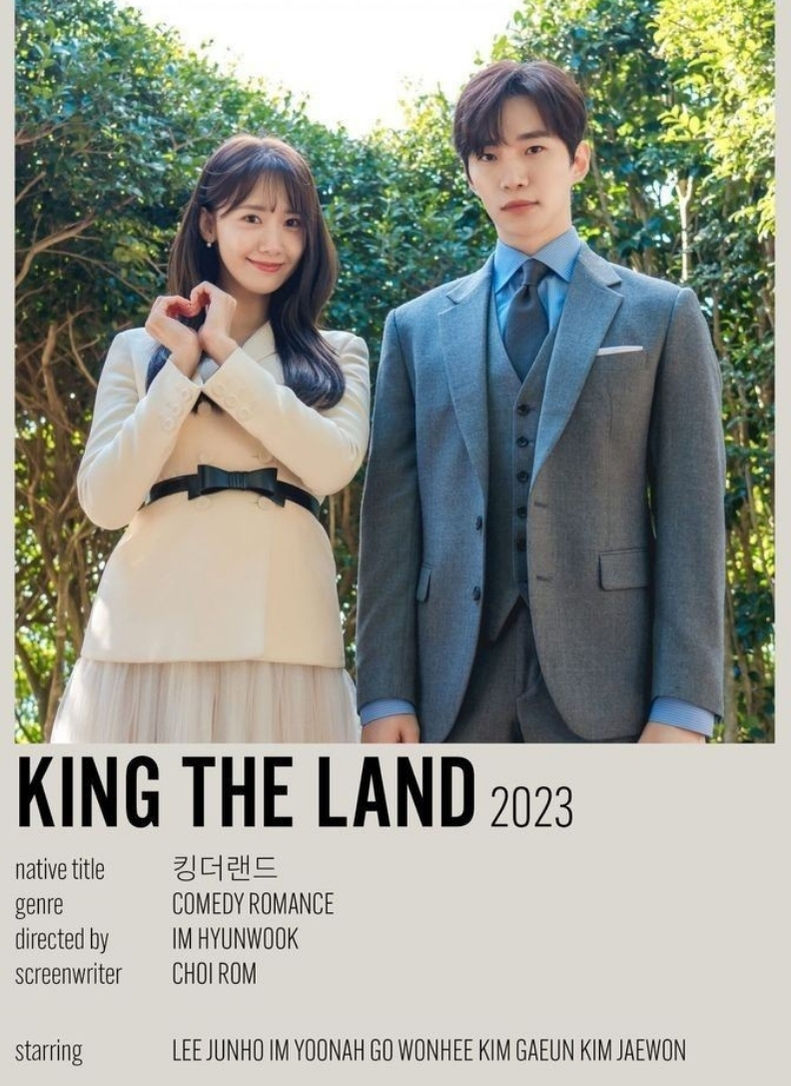 KING THE LAND 2023
native title 킹더랜드
genre COMEDY ROMANCE
directed by IM HYUNWOOK
screenwriter CHOI ROM
starring LEE JUNHO IM YOONAH GO WONHEE KIM GAEUN KIM JAEWON